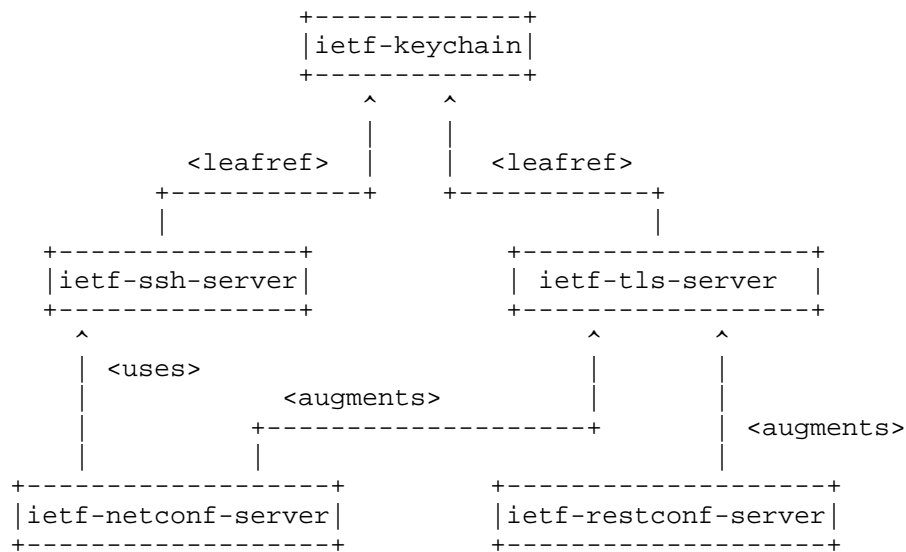 ietf-keychain
<leafref> <leafref>
ietf-ssh-server ietf-tls-server
<uses>
<augments>
<augments>
ietf-netconf-server ietf-restconf-server